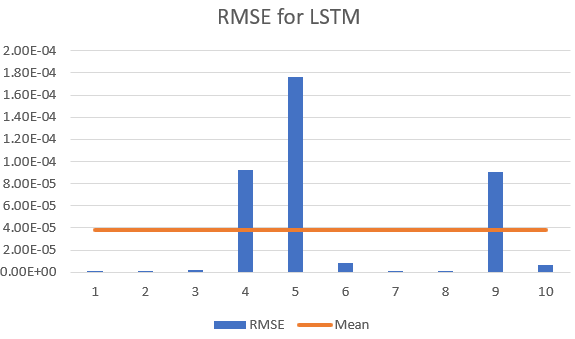 RMSE for LSTM
2.00E-04
1.80E-04
1.60E-04
1.40E-04
1.20E-04
1.00E-04
8.00E-05
6.00E-05
4.00E-05
2.00E-05
0.00E+00
1 2 3 4 5 6 7 8 9 10
RMSE Mean